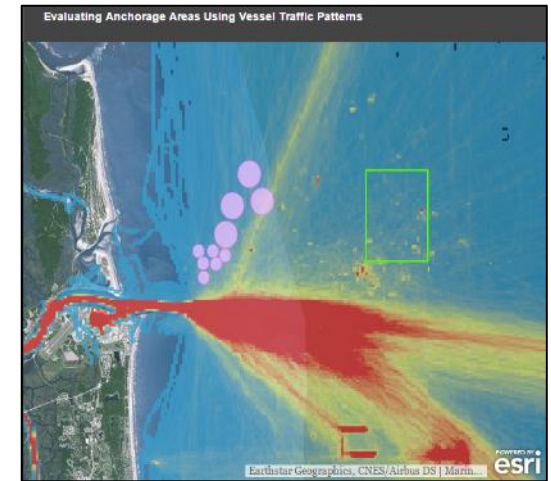 Evaluating Anchorage Areas Using Vessel Traffic Patterns
Earthstar Geographics, CNES/Airbus DS | Marin...
POWERED BY
esri